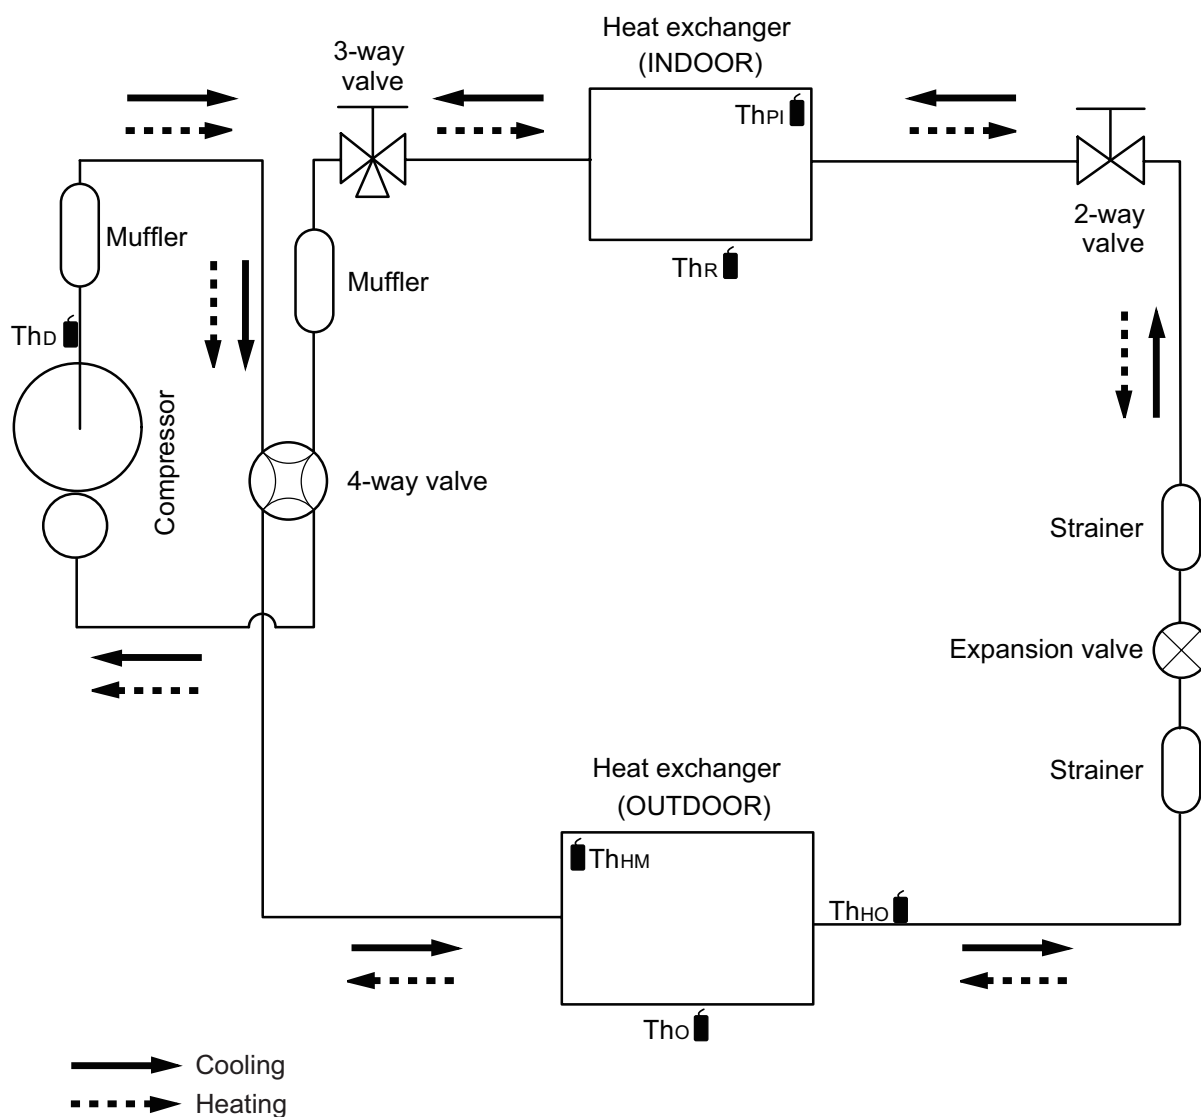 Heat exchanger
(INDOOR)
3-way
valve
ThPI
Muffler
2-way
valve
ThR
Muffler
ThD
Compressor
4-way valve
Strainer
Expansion valve
Strainer
Heat exchanger
(OUTDOOR)
ThHM
ThHO
ThO
Cooling
Heating